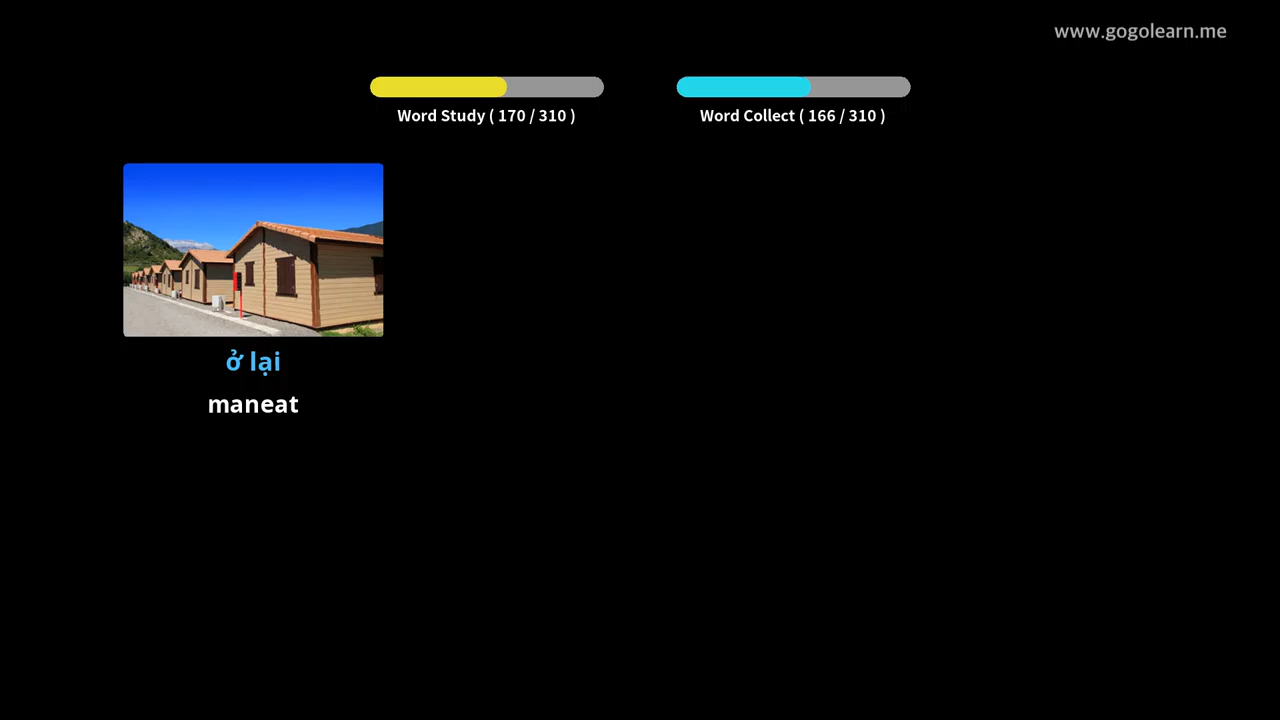 www.gogolearn.me
Word Study ( 170 / 310 )
Word Collect ( 166 / 310 )
ở lại
maneat